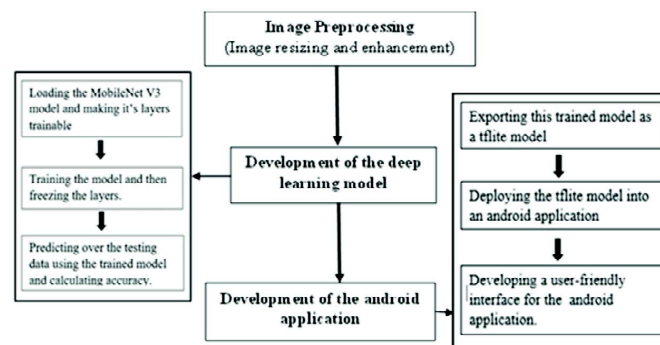 Image Preprocessing
(Image resizing and enhancement)
Loading the MobileNet V3
model and making it's layers
trainable
Training the model and then
freezing the layers.
Predicting over the testing
data using the trained model
and calculating accuracy.
Development of the deep
learning model
Development of the android
application
Exporting this trained model as
a tflite model
Deploying the tflite model into
an android application
Developing a user-friendly
interface for the android
application.